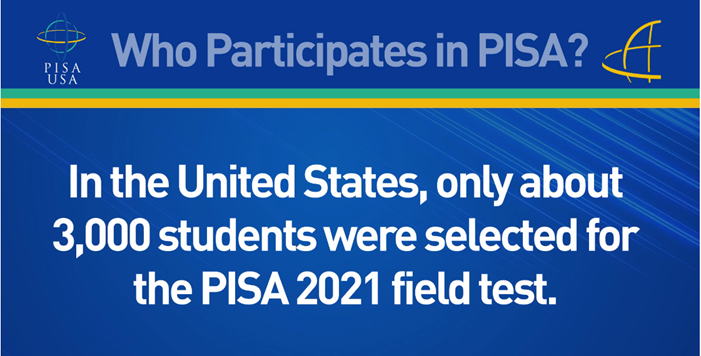 PISA
USA
Who Participates in PISA?
In the United States, only about
3,000 students were selected for
the PISA 2021 field test.